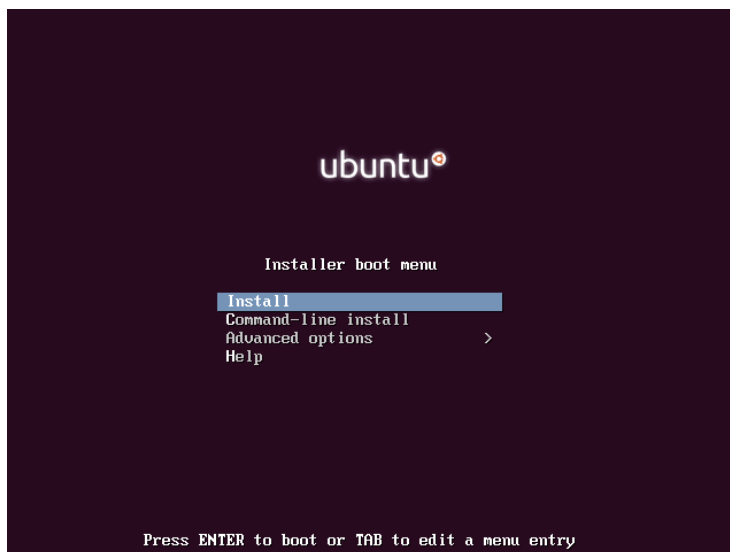 ubuntu
Installer boot menu
Install
Command-line install
Advanced options >
Help
Press ENTER to boot or TAB to edit a menu entry